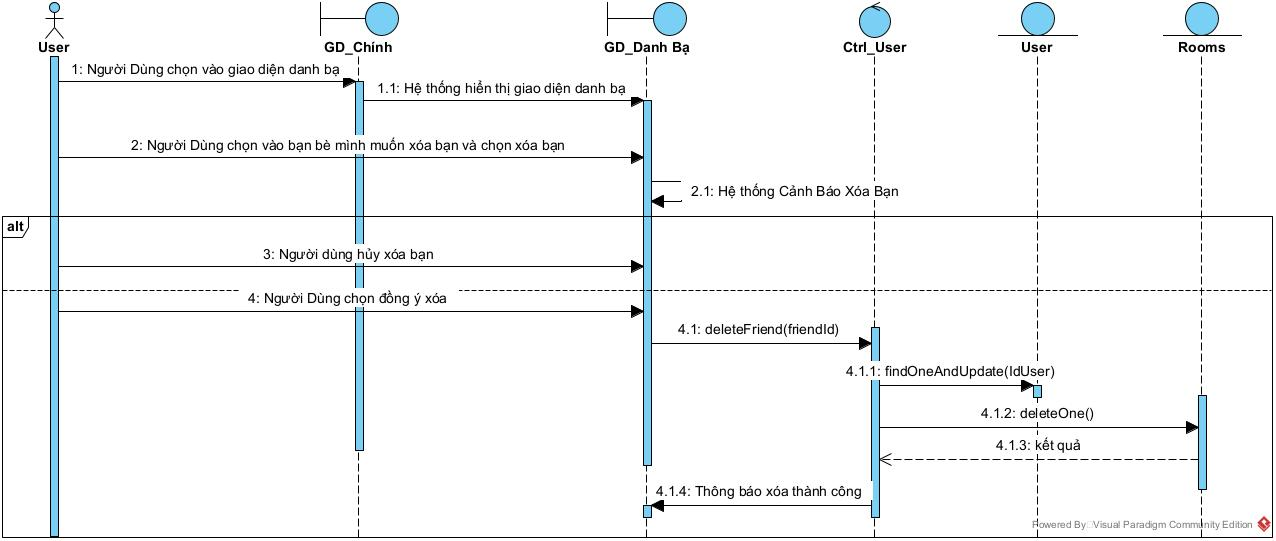 User
GD_Chính
GD_Danh Bạ
Ctrl_User
User
Rooms
1: Người Dùng chọn vào giao diện danh bạ
1.1: Hệ thống hiển thị giao diện danh bạ
2: Người Dùng chọn vào bạn bè mình muốn xóa bạn và chọn xóa bạn
2.1: Hệ thống Cảnh Báo Xóa Bạn
alt
3: Người dùng hủy xóa bạn
4: Người Dùng chọn đồng ý xóa
4.1: deleteFriend(friendId)
4.1.1: findOneAndUpdate(IdUser)
4.1.2: deleteOne()
4.1.3: kết quả
4.1.4: Thông báo xóa thành công
Powered By Visual Paradigm Community Edition